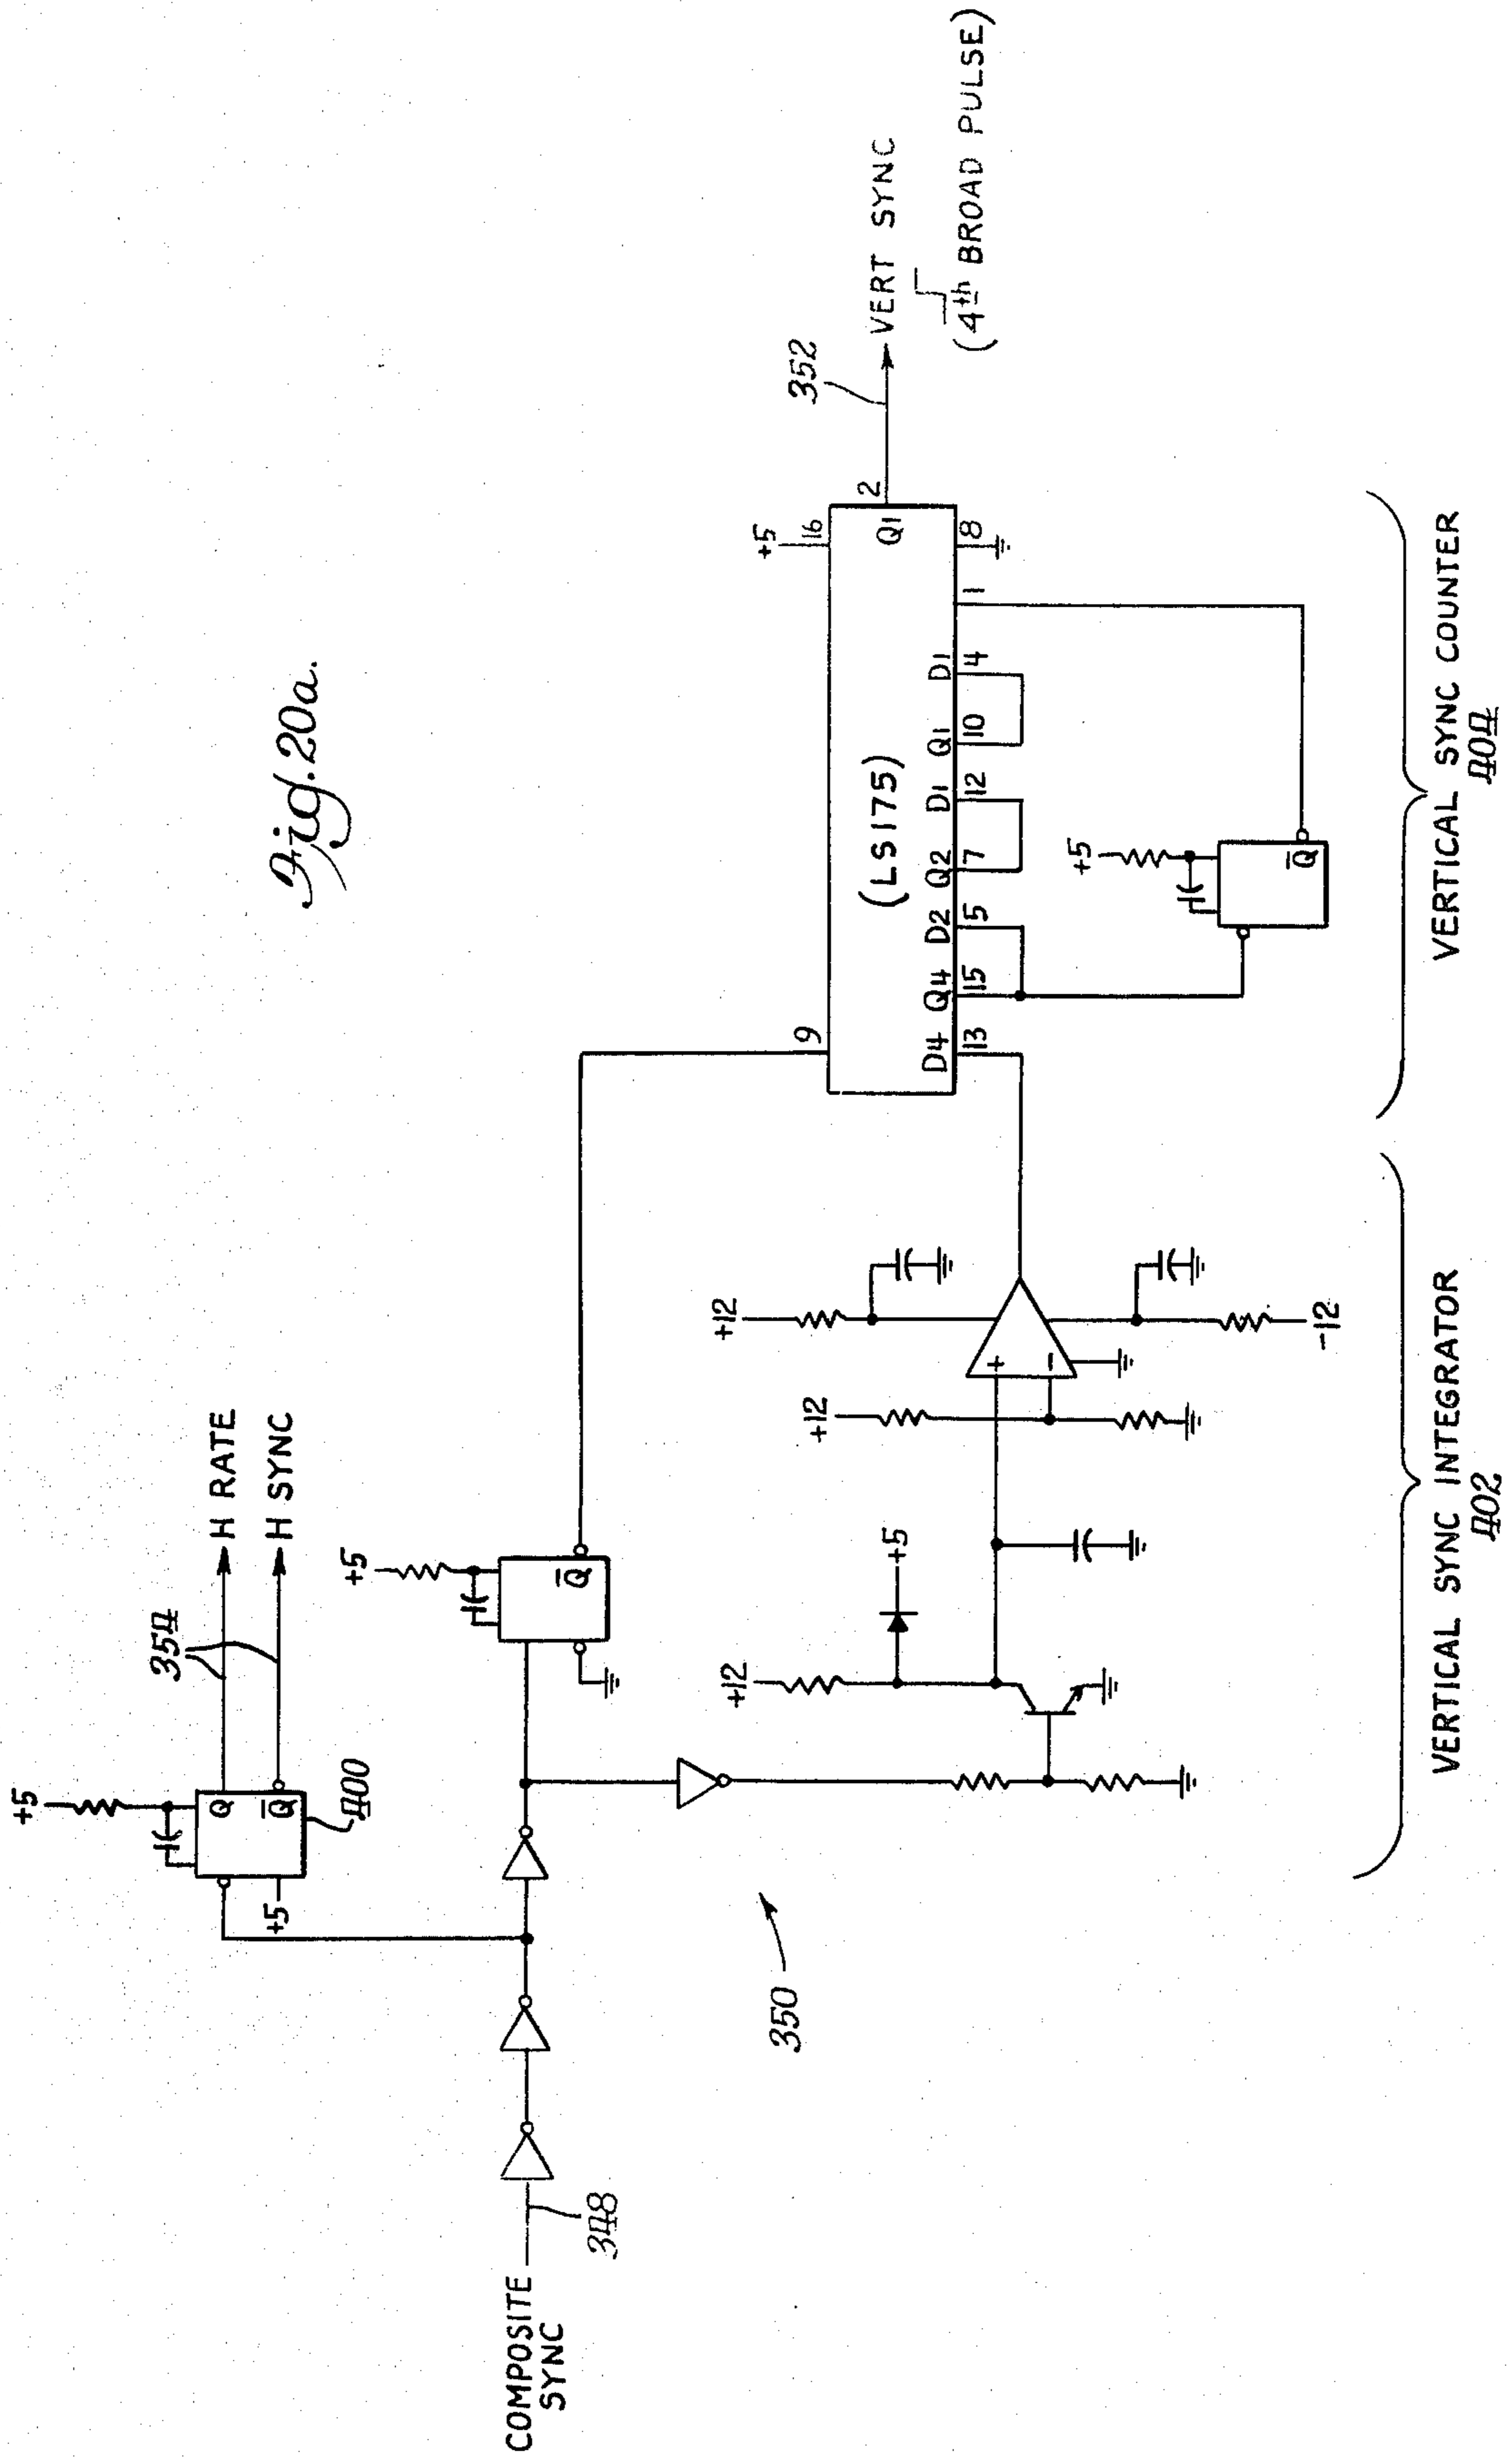 Fig. 20a.
+5
354
H RATE
H SYNC
Q
Q̅
+5
400
COMPOSITE
SYNC
348
350
+5
Q̅
9
+5
16
2
352
VERT SYNC
(4th BROAD PULSE)
Q1
(LS175)
D4 Q4 D2 Q2 D1 Q1 D1
13 15 5 7 12 10 4 1 8
+12
+5
+12
+12
+
−
-12
+5
Q̅
VERTICAL SYNC INTEGRATOR
402
VERTICAL SYNC COUNTER
404